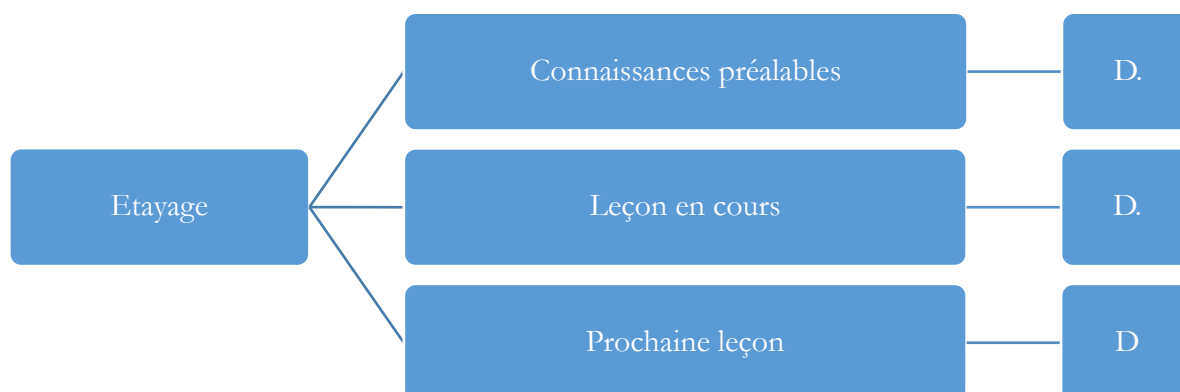 Connaissances préalables
D.
Etayage
Leçon en cours
D.
Prochaine leçon
D